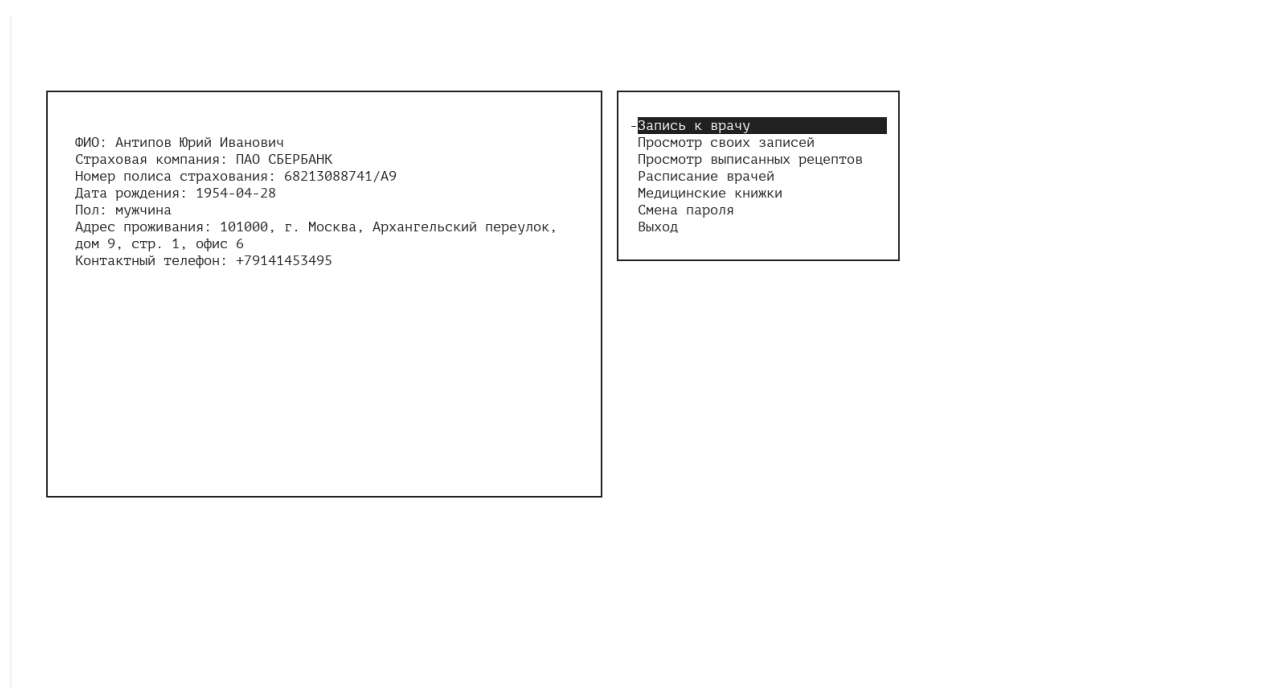 ФИО: Антипов Юрий Иванович
Страховая компания: ПАО СБЕРБАНК
Номер полиса страхования: 68213088741/A9
Дата рождения: 1954-04-28
Пол: мужчина
Адрес проживания: 101000, г. Москва, Архангельский переулок,
дом 9, стр. 1, офис 6
Контактный телефон: +79141453495
-Запись к врачу
Просмотр своих записей
Просмотр выписанных рецептов
Расписание врачей
Медицинские книжки
Смена пароля
Выход